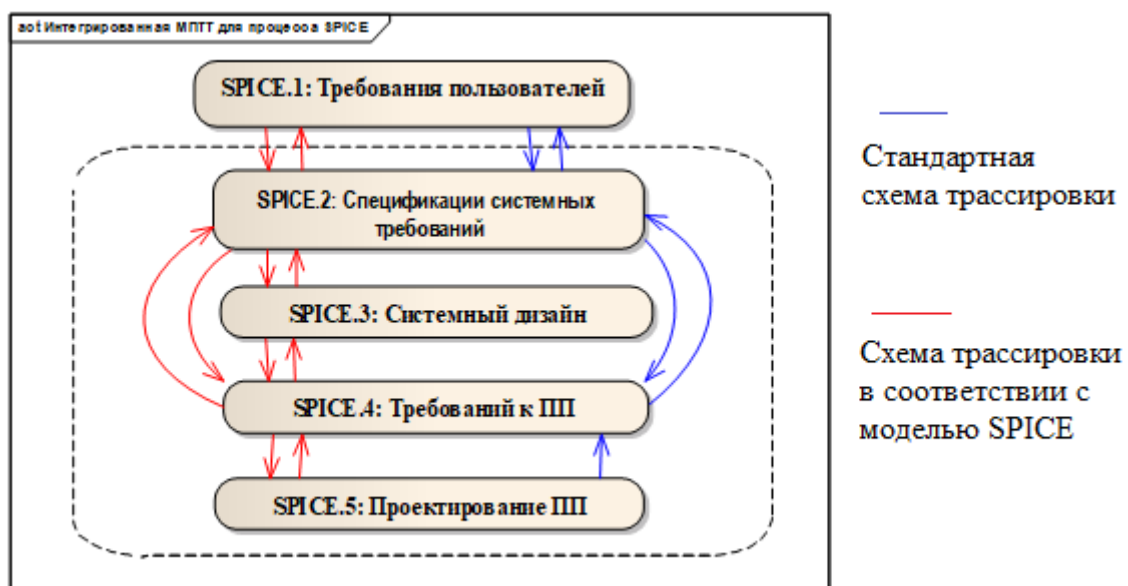 act Интегрированная МПТТ для процесса SPICE
SPICE.1: Требования пользователей
SPICE.2: Спецификации системных
требований
SPICE.3: Системный дизайн
SPICE.4: Требований к ПП
SPICE.5: Проектирование ПП
Стандартная
схема трассировки
Схема трассировки
в соответствии с
моделью SPICE